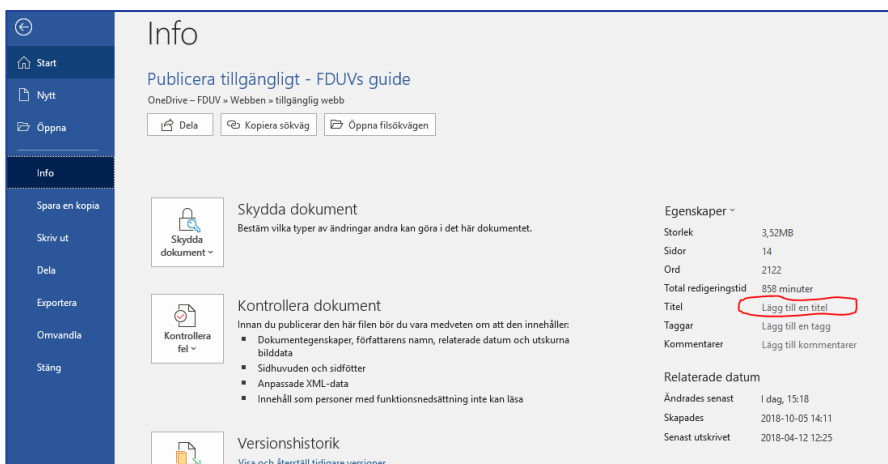 Info
Start
Nytt
Öppna
Info
Spara en kopia
Skriv ut
Dela
Exportera
Omvandla
Stäng
Publicera tillgängligt - FDUVs guide
OneDrive – FDUV » Webben » tillgänglig webb
Dela
Kopiera sökväg
Öppna filsökvägen
Skydda dokument
Skydda dokument
Bestäm vilka typer av ändringar andra kan göra i det här dokumentet.
Kontrollera fel
Kontrollera dokument
Innan du publicerar den här filen bör du vara medveten om att den innehåller:
Dokumentegenskaper, författarens namn, relaterade datum och utskurna
bilddata
Sidhuvuden och sidfötter
Anpassade XML-data
Innehåll som personer med funktionsnedsättning inte kan läsa
Versionshistorik
Visa och återställ tidigare versioner
Egenskaper
Storlek 3,52MB
Sidor 14
Ord 2122
Total redigeringstid 858 minuter
Titel Lägg till en titel
Taggar Lägg till en tagg
Kommentarer Lägg till kommentarer
Relaterade datum
Ändrades senast I dag, 15:18
Skapades 2018-10-05 14:11
Senast utskrivet 2018-04-12 12:25